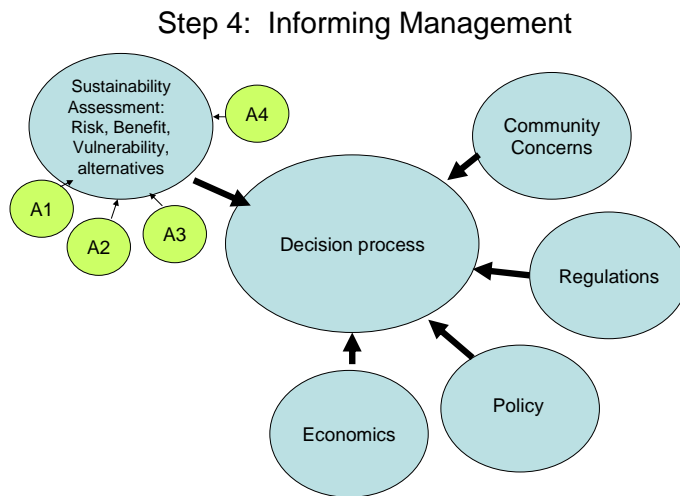 Step 4: Informing Management
Sustainability
Assessment:
Risk, Benefit,
Vulnerability,
alternatives
A4
A1
A2
A3
Community
Concerns
Decision process
Regulations
Policy
Economics